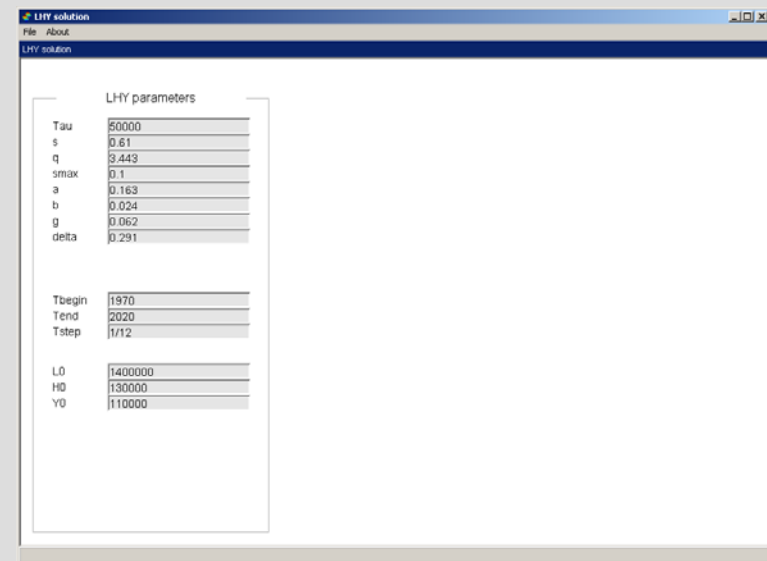 LHY solution
File About
LHY solution
LHY parameters
Tau 50000
s 0.61
q 3.443
smax 0.1
a 0.163
b 0.024
g 0.062
delta 0.291
Tbegin 1970
Tend 2020
Tstep 1/12
L0 1400000
H0 130000
Y0 110000